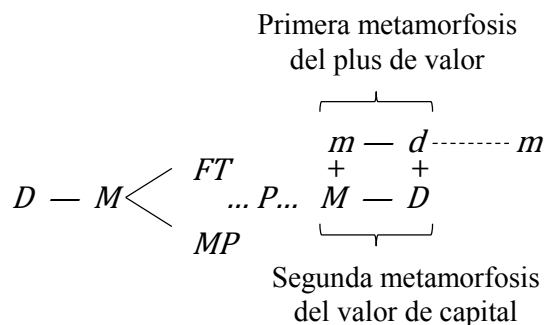 Primera metamorfosis
del plus de valor
m — d -------- m
FT
+ +
D — M ... P... M — D
MP
Segunda metamorfosis
del valor de capital